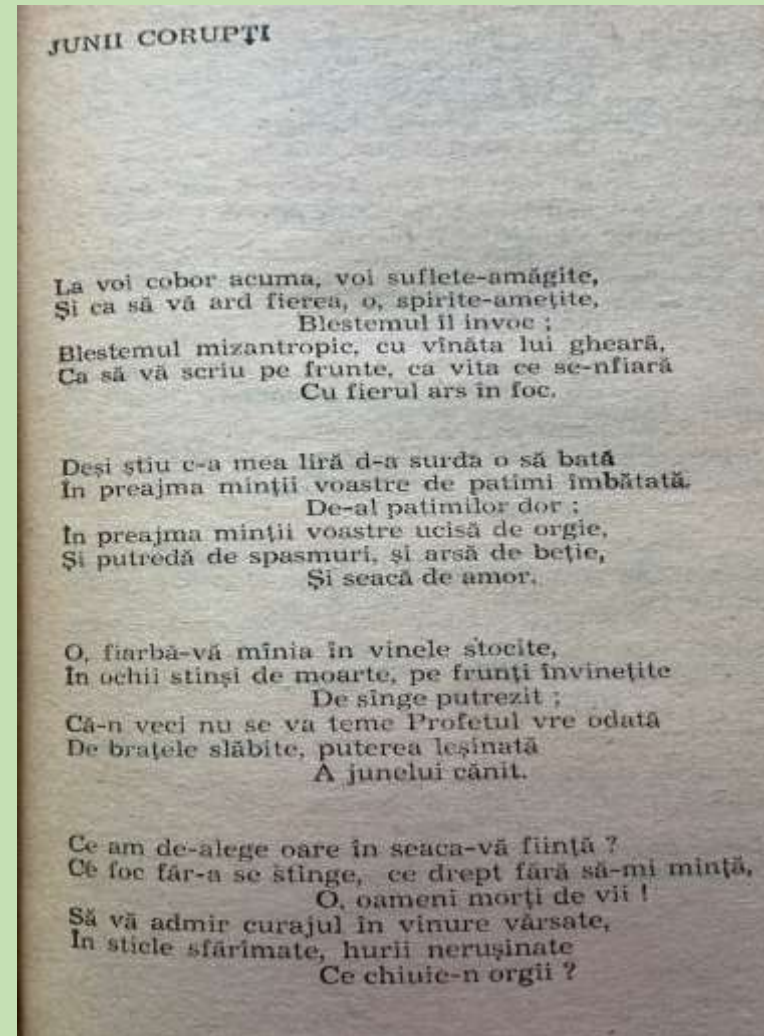 JUNII CORUPȚI
La voi cobor acuma, voi suflete-amăgite,
Și ca să vă ard fierea, o, spirite-amețite,
Blestemul îl invoc ;
Blestemul mizantropic, cu vînăta lui gheară,
Ca să vă scriu pe frunte, ca vita ce se-nfiară
Cu fierul ars în foc.
Deși știu c-a mea liră d-a surda o să bată
În preajma minții voastre de patimi îmbătată,
De-al patimilor dor ;
În preajma minții voastre ucisă de orgie,
Și putredă de spasmuri, și arsă de beție,
Și seacă de amor.
O, fiarbă-vă mînia în vinele stocite,
În ochii stinși de moarte, pe frunți învinețite
De sînge putrezit ;
Că-n veci nu se va teme Profetul vre odată
De brațele slăbite, puterea leșinată
A junelui cănit.
Ce am de-alege oare în seaca-vă ființă ?
Ce foc făr-a se stinge, ce drept fără să-mi mință,
O, oameni morți de vii !
Să vă admir curajul în vinure vărsate,
În sticle sfărîmate, hurii nerușinate
Ce chiuie-n orgii ?